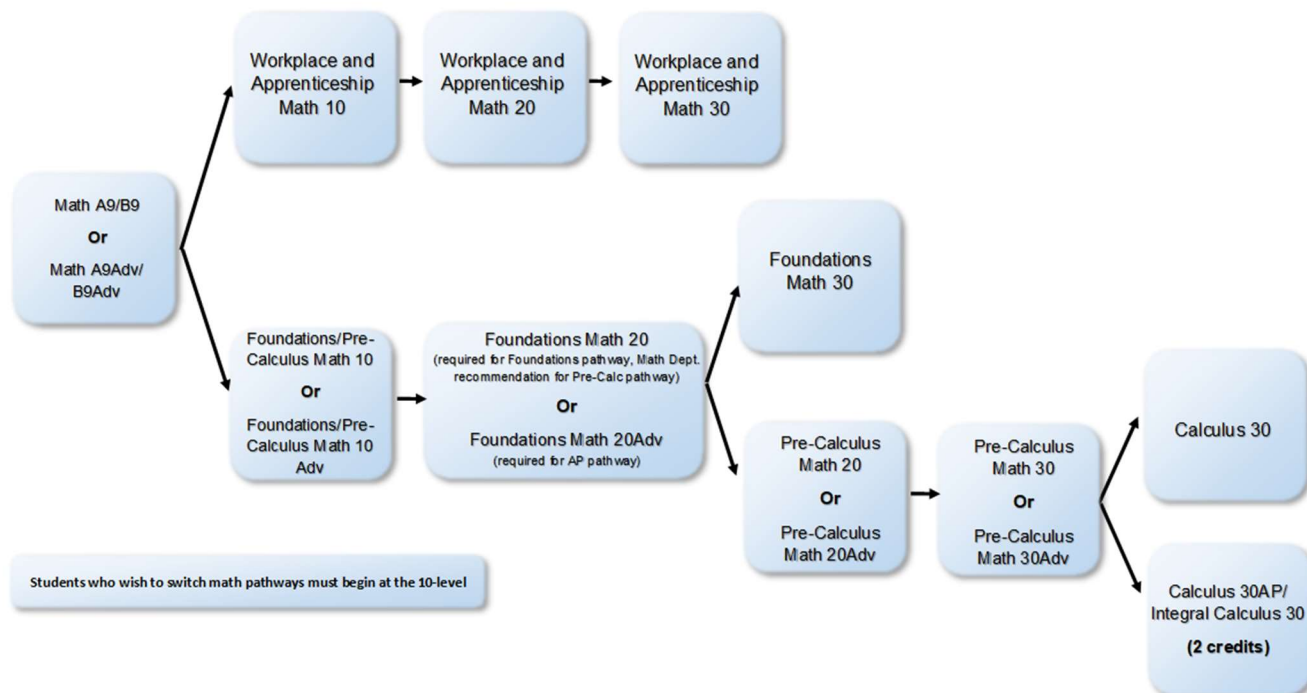 Workplace and
Apprenticeship
Math 10
Workplace and
Apprenticeship
Math 20
Workplace and
Apprenticeship
Math 30
Math A9/B9
Or
Math A9Adv/
B9Adv
Foundations/Pre-
Calculus Math 10
Or
Foundations/Pre-
Calculus Math 10
Adv
Foundations Math 20
(required for Foundations pathway, Math Dept.
recommendation for Pre-Calc pathway)
Or
Foundations Math 20Adv
(required for AP pathway)
Foundations
Math 30
Pre-Calculus
Math 20
Or
Pre-Calculus
Math 20Adv
Pre-Calculus
Math 30
Or
Pre-Calculus
Math 30Adv
Calculus 30
Calculus 30AP/
Integral Calculus 30
(2 credits)
Students who wish to switch math pathways must begin at the 10-level